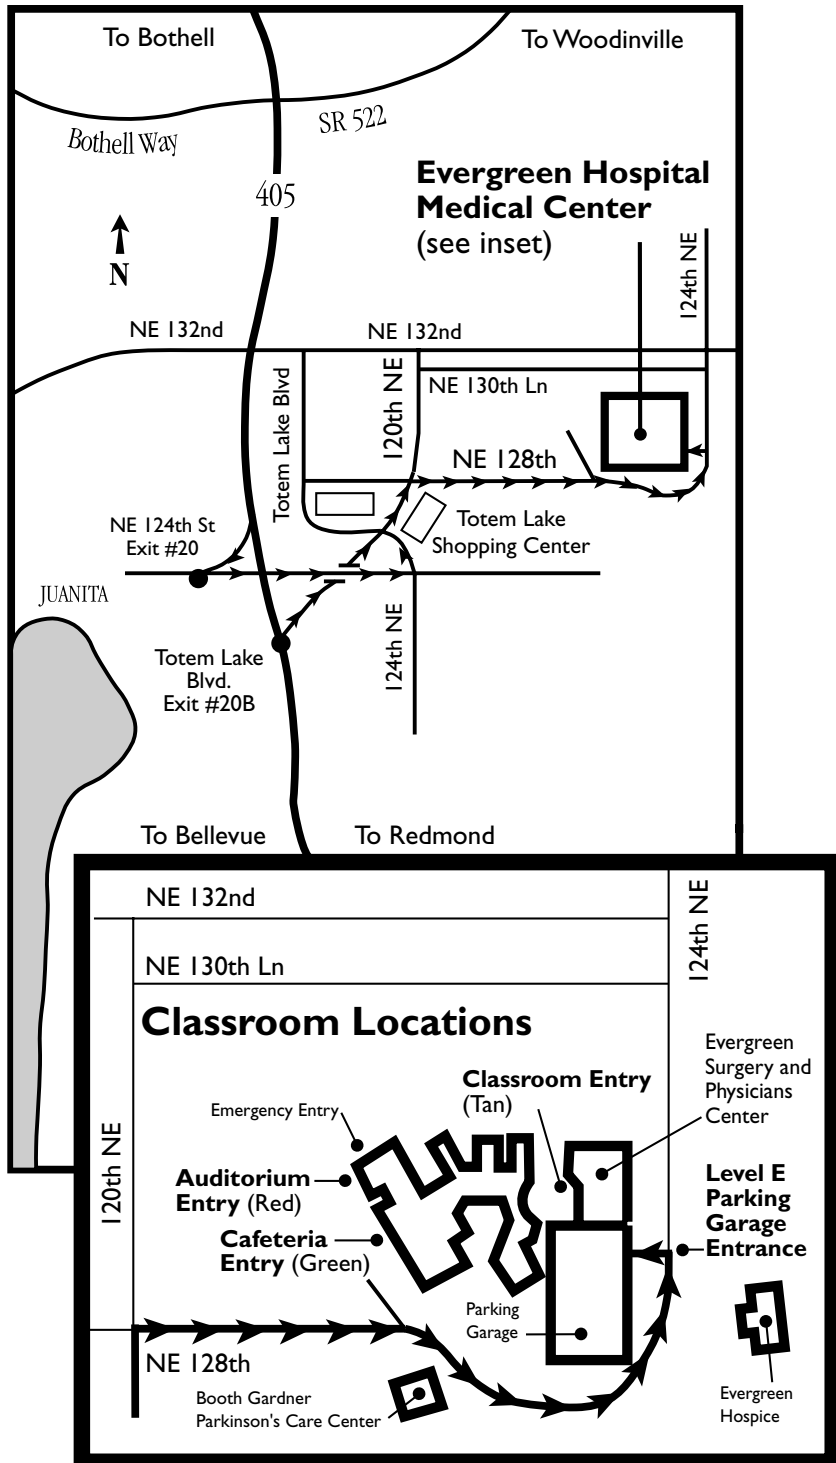 To Bothell
To Woodinville
Bothell Way
SR 522
405
Evergreen Hospital
Medical Center
(see inset)
N
124th NE
NE 132nd
NE 132nd
Totem Lake Blvd
120th NE
NE 130th Ln
NE 128th
NE 124th St
Exit #20
Totem Lake
Shopping Center
JUANITA
124th NE
Totem Lake
Blvd.
Exit #20B
To Bellevue
To Redmond
NE 132nd
124th NE
NE 130th Ln
Classroom Locations
Evergreen
Surgery and
Physicians
Center
Classroom Entry
(Tan)
Emergency Entry
120th NE
Auditorium
Entry (Red)
Level E
Parking
Garage
Entrance
Cafeteria
Entry (Green)
Parking
Garage
NE 128th
Booth Gardner
Parkinson's Care Center
Evergreen
Hospice